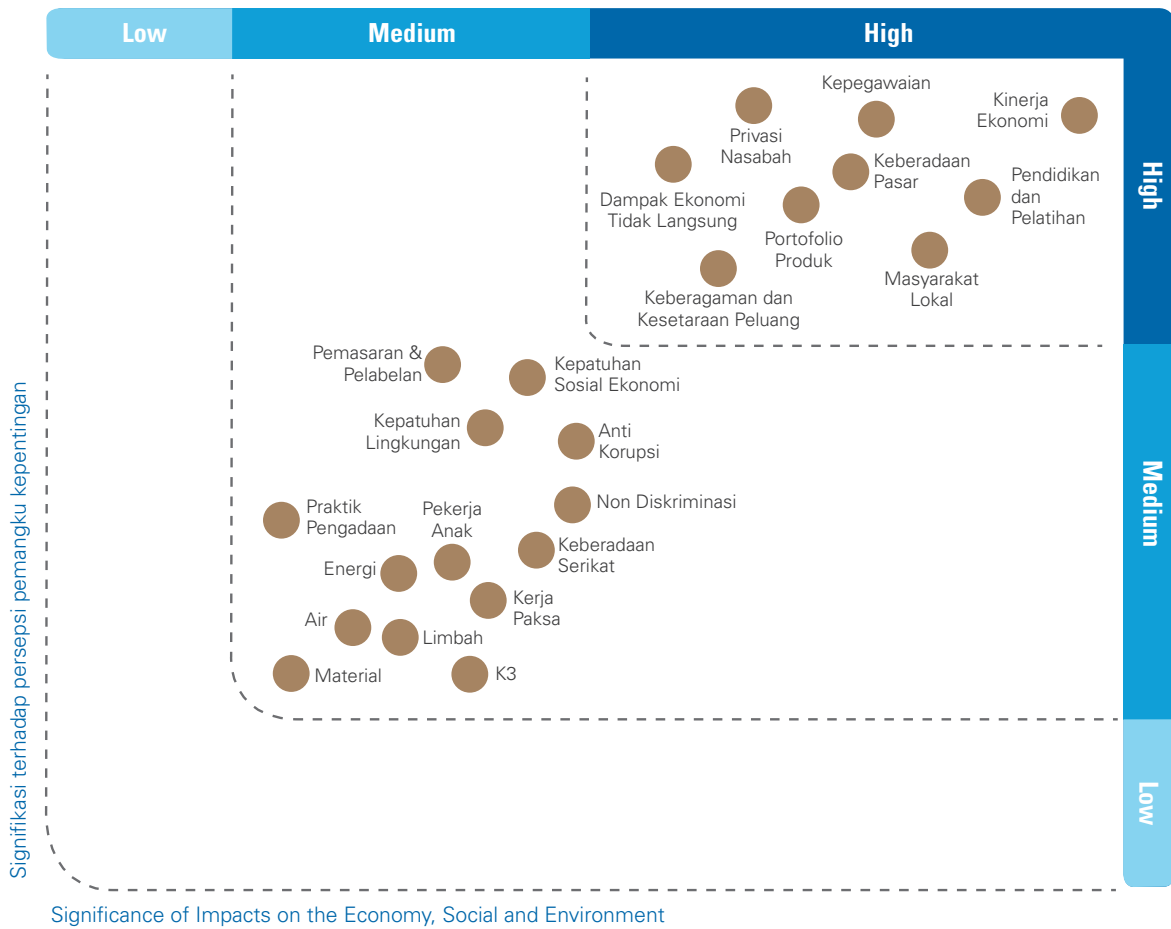 Low
Medium
High
Kepegawaian
Kinerja
Ekonomi
Privasi
Nasabah
Keberadaan
Pasar
Pendidikan
dan
Pelatihan
Dampak Ekonomi
Tidak Langsung
Portofolio
Produk
Masyarakat
Lokal
Keberagaman dan
Kesetaraan Peluang
High
Pemasaran &
Pelabelan
Kepatuhan
Sosial Ekonomi
Kepatuhan
Lingkungan
Anti
Korupsi
Non Diskriminasi
Praktik
Pengadaan
Pekerja
Anak
Keberadaan
Serikat
Energi
Kerja
Paksa
Air
Limbah
Material
K3
Medium
Low
Signifikasi terhadap persepsi pemangku kepentingan
Significance of Impacts on the Economy, Social and Environment